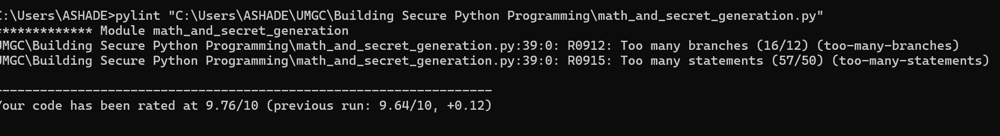 C:\Users\ASHADE>pylint "C:\Users\ASHADE\UMGC\Building Secure Python Programming\math_and_secret_generation.py"
************* Module math_and_secret_generation
UMGC\Building Secure Python Programming\math_and_secret_generation.py:39:0: R0912: Too many branches (16/12) (too-many-branches)
UMGC\Building Secure Python Programming\math_and_secret_generation.py:39:0: R0915: Too many statements (57/50) (too-many-statements)
------------------------------------------------------------------
Your code has been rated at 9.76/10 (previous run: 9.64/10, +0.12)